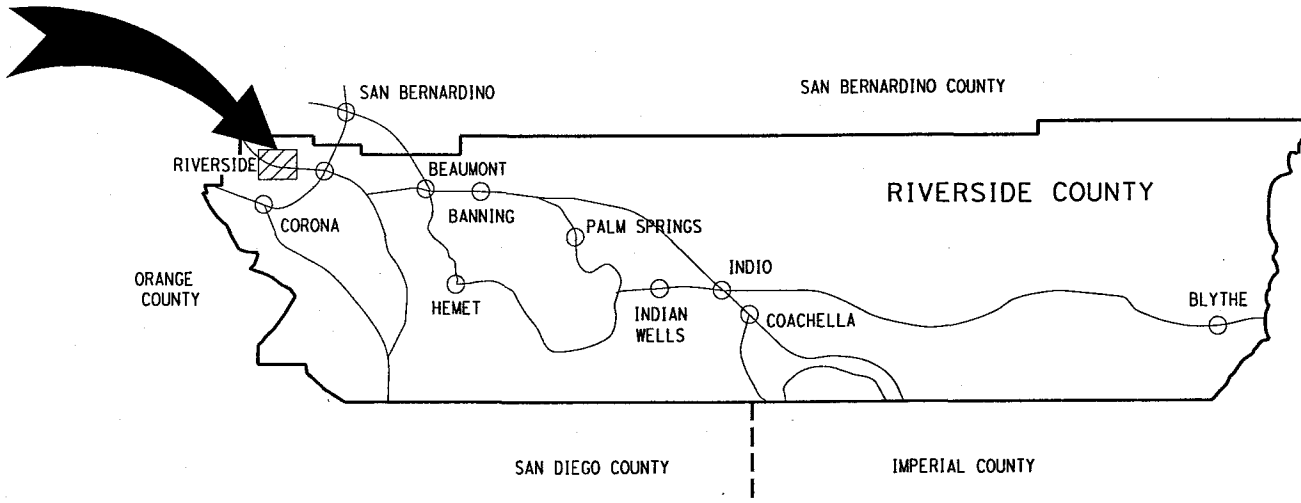 SAN BERNARDINO
SAN BERNARDINO COUNTY
RIVERSIDE
BEAUMONT
RIVERSIDE COUNTY
CORONA
BANNING
PALM SPRINGS
ORANGE
COUNTY
HEMET
INDIAN
WELLS
INDIO
COACHELLA
BLYTHE
SAN DIEGO COUNTY
IMPERIAL COUNTY